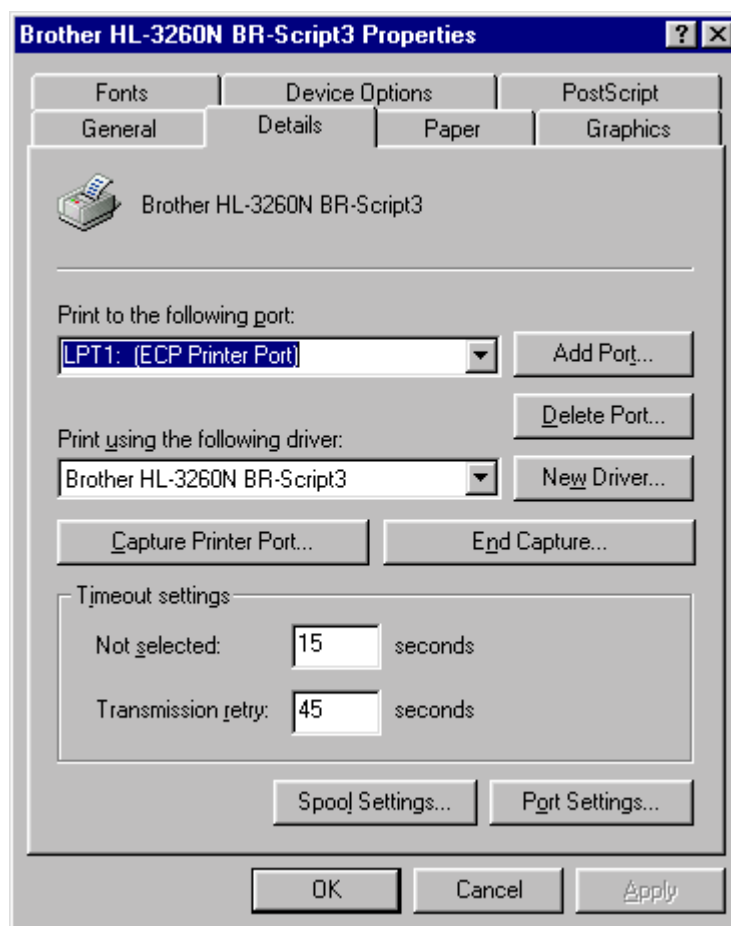 Brother HL-3260N BR-Script3 Properties
Fonts Device Options PostScript
General Details Paper Graphics
Brother HL-3260N BR-Script3
Print to the following port:
LPT1: (ECP Printer Port) Add Port...
Delete Port...
Print using the following driver:
Brother HL-3260N BR-Script3 New Driver...
Capture Printer Port... End Capture...
Timeout settings
Not selected: 15 seconds
Transmission retry: 45 seconds
Spool Settings... Port Settings...
OK Cancel Apply